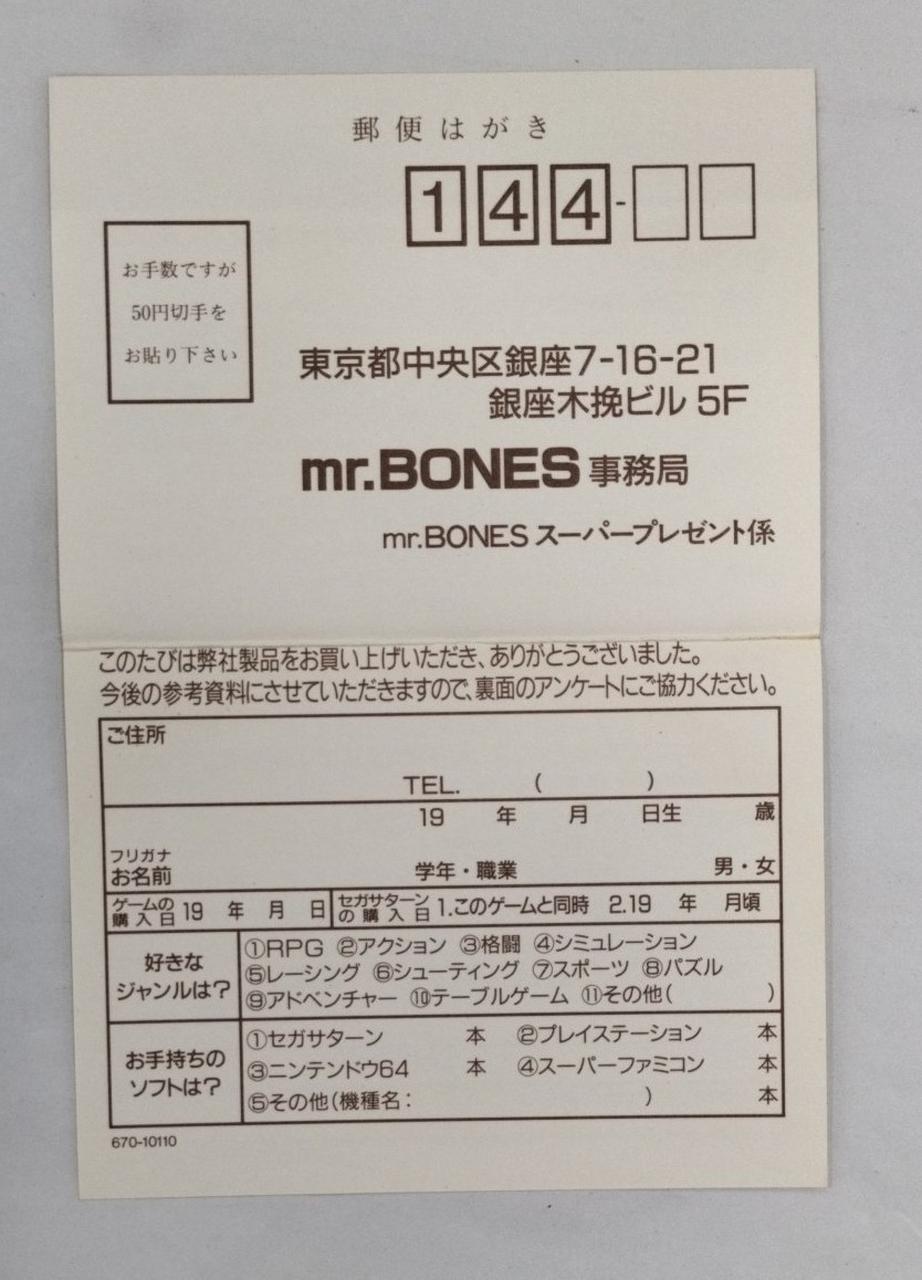 郵便はがき
144-
お手数ですが
50円切手を
お貼り下さい
東京都中央区銀座7-16-21
銀座木挽ビル 5F
mr.BONES 事務局
mr.BONES スーパープレゼント係
このたびは弊社製品をお買い上げいただき、ありがとうございました。
今後の参考資料にさせていただきますので、裏面のアンケートにご協力ください。
ご住所
TEL. ( )
19 年 月 日生 歳
フリガナ
お名前 学年・職業 男・女
ゲームの購入日 19 年 月 日 セガサターンの購入日 1.このゲームと同時 2.19 年 月頃
好きなジャンルは?
①RPG ②アクション ③格闘 ④シミュレーション
⑤レーシング ⑥シューティング ⑦スポーツ ⑧パズル
⑨アドベンチャー ⑩テーブルゲーム ⑪その他( )
お手持ちのソフトは?
①セガサターン 本 ②プレイステーション 本
③ニンテンドウ64 本 ④スーパーファミコン 本
⑤その他(機種名: ) 本
670-10110